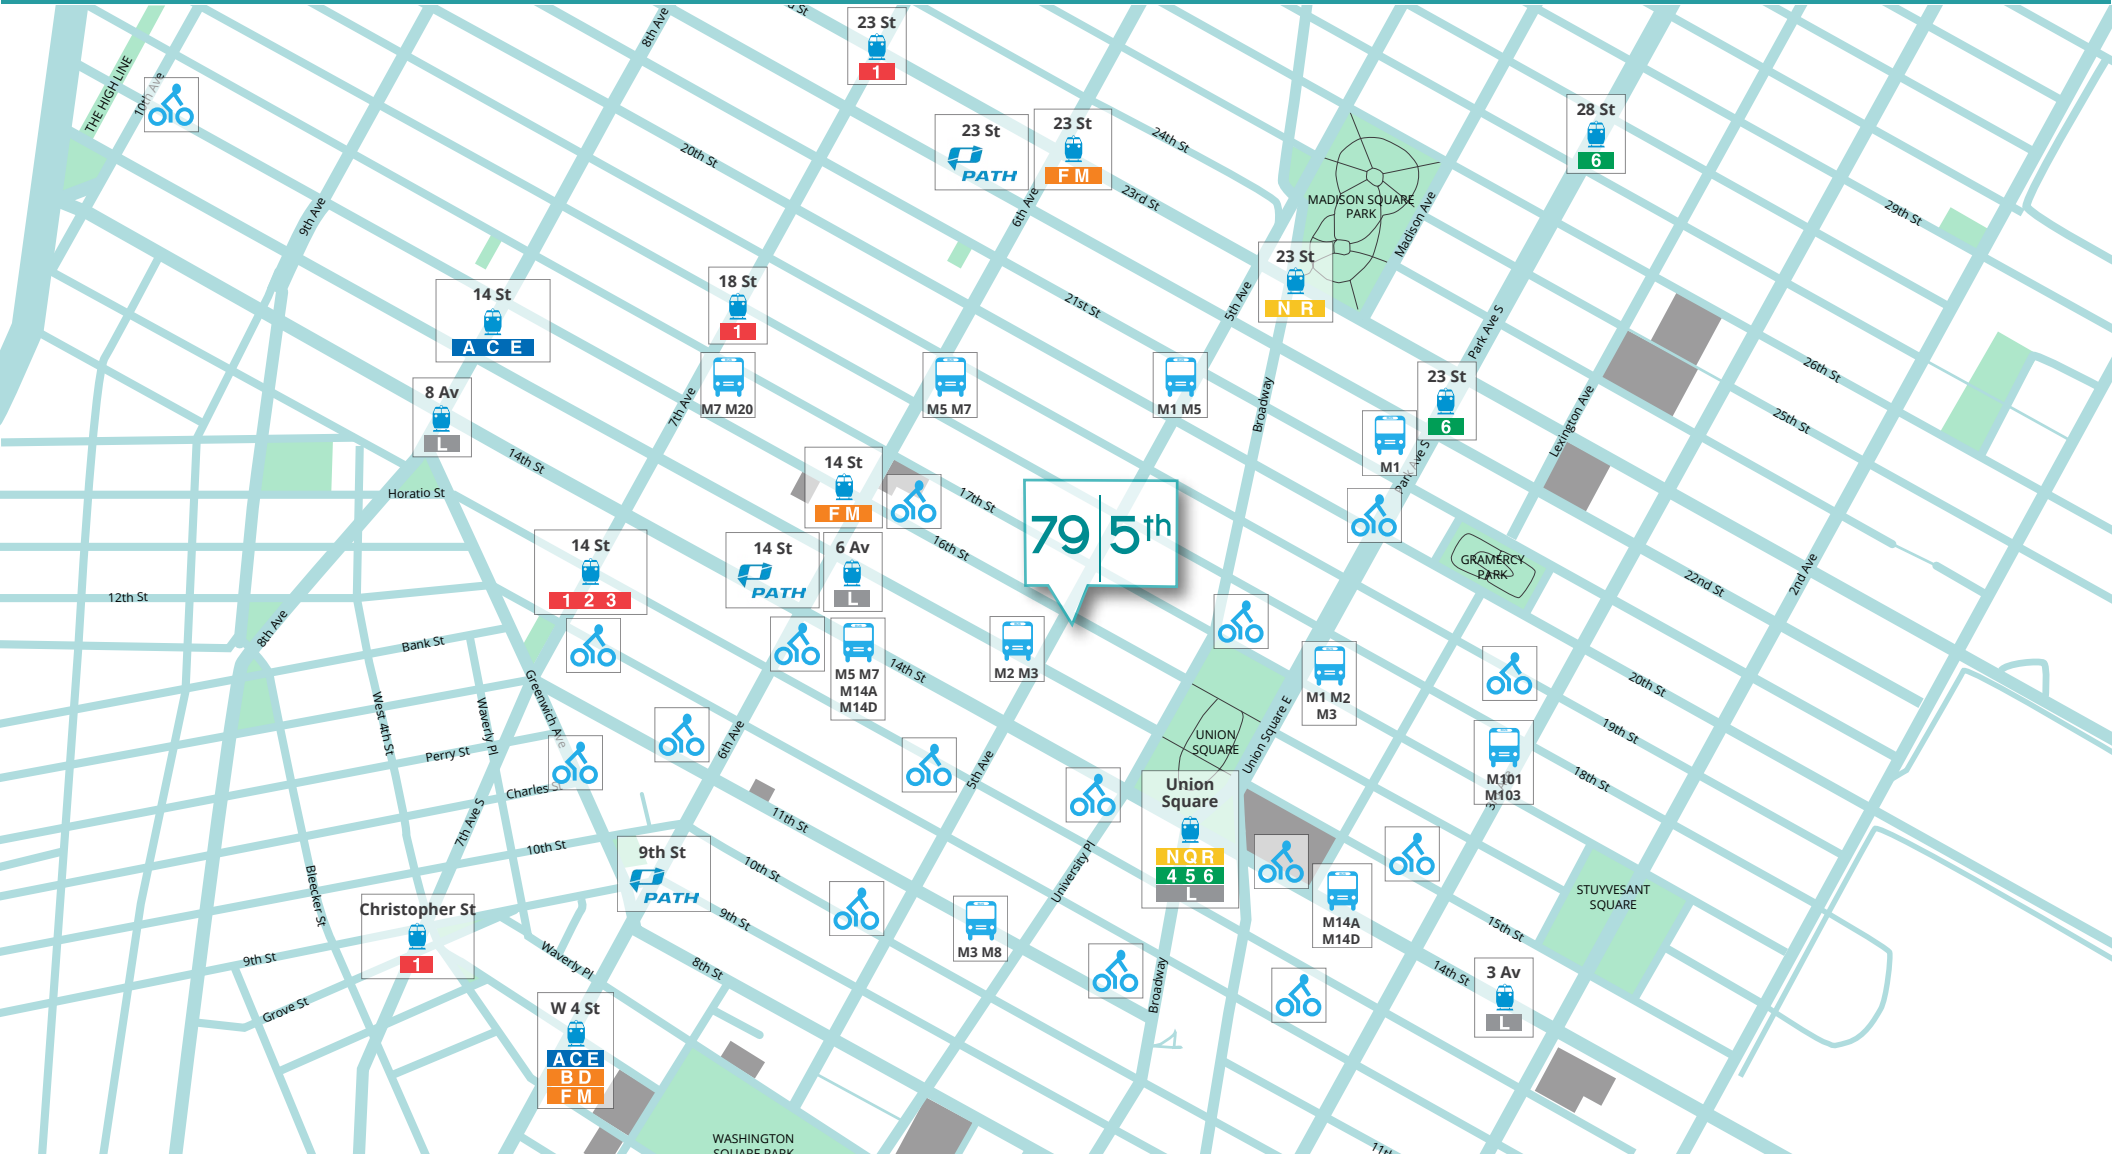 23 St
1
8th Ave
THE HIGH LINE
10th Ave
23 St
PATH
23 St
F M
24th St
28 St
6
20th St
23rd St
6th Ave
MADISON SQUARE
PARK
Madison Ave
29th St
9th Ave
23 St
N R
14 St
A C E
18 St
1
21st St
5th Ave
Park Ave S
8 Av
L
7th Ave
M7 M20
M5 M7
M1 M5
Broadway
23 St
6
M1
Park Ave S
Lexington Ave
26th St
25th St
14th St
Horatio St
14 St
F M
17th St
16th St
79 5th
GRAMERCY
PARK
22nd St
2nd Ave
14 St
1 2 3
14 St
PATH
6 Av
L
12th St
8th Ave
Bank St
M5 M7
M14A
M14D
14th St
M2 M3
M1 M2
M3
20th St
Greenwich Ave
West 4th St
Waverly Pl
Perry St
6th Ave
5th Ave
UNION
SQUARE
Union Square E
19th St
18th St
M101
M103
Charles St
7th Ave S
10th St
11th St
10th St
Union
Square
N Q R
4 5 6
L
University Pl
9th St
PATH
Bleecker St
Christopher St
1
9th St
M3 M8
M14A
M14D
STUYVESANT
SQUARE
15th St
14th St
9th St
Grove St
Waverly Pl
8th St
Broadway
3 Av
L
W 4 St
A C E
B D
F M
WASHINGTON
SQUARE PARK